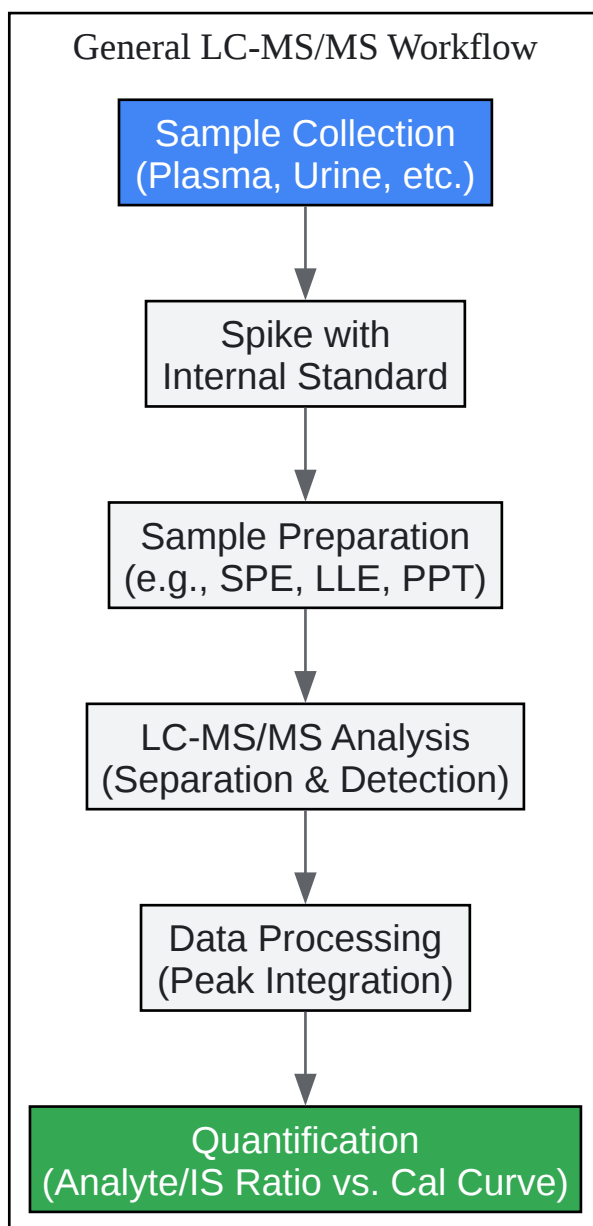 General LC-MS/MS Workflow
Sample Collection
(Plasma, Urine, etc.)
Spike with
Internal Standard
Sample Preparation
(e.g., SPE, LLE, PPT)
LC-MS/MS Analysis
(Separation & Detection)
Data Processing
(Peak Integration)
Quantification
(Analyte/IS Ratio vs. Cal Curve)